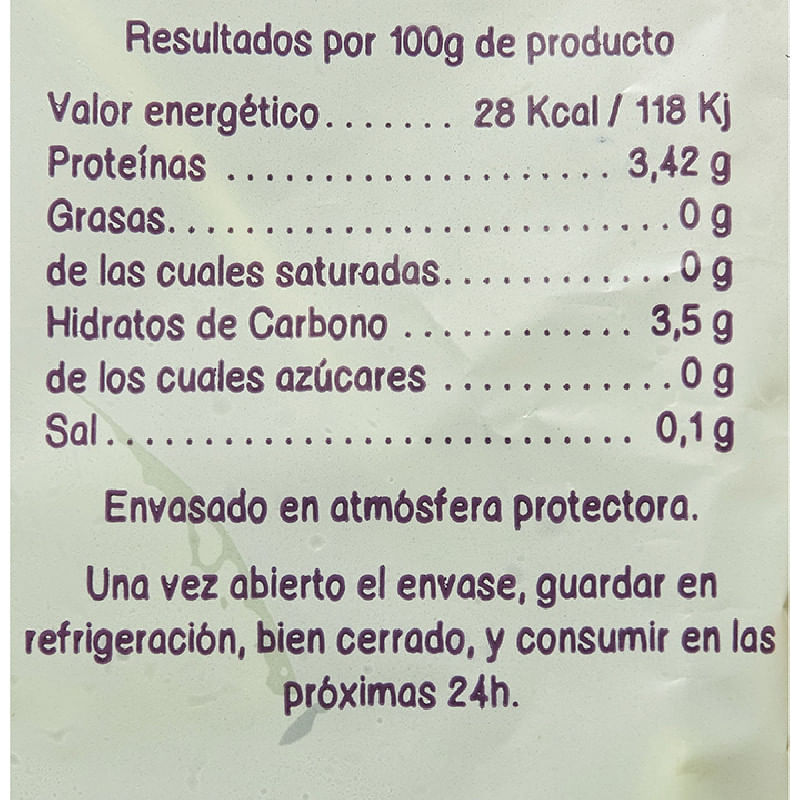 Resultados por 100g de producto
Valor energético....... 28 Kcal / 118 Kj
Proteínas ...................... 3,42 g
Grasas............................0 g
de las cuales saturadas.............0 g
Hidratos de Carbono ............. 3,5 g
de los cuales azúcares .............0 g
Sal.............................. 0,1 g
Envasado en atmósfera protectora.
Una vez abierto el envase, guardar en
refrigeración, bien cerrado, y consumir en las
próximas 24h.